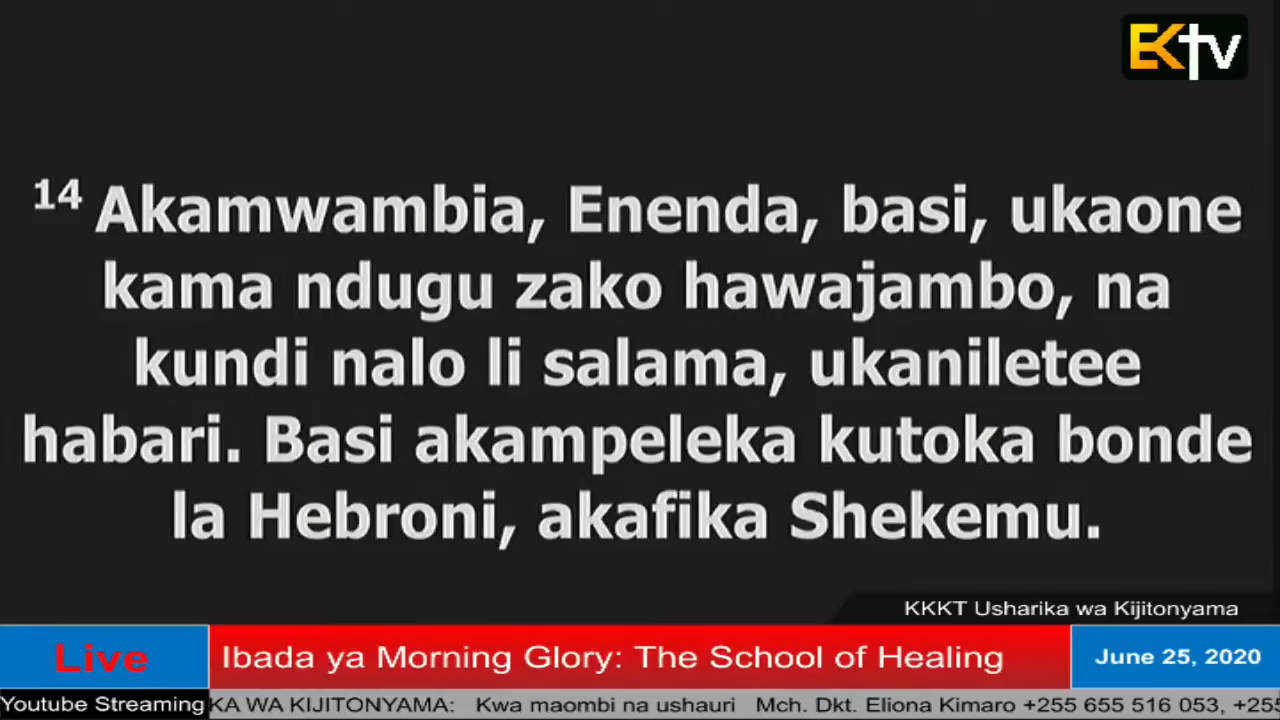 EKtv
14 Akamwambia, Enenda, basi, ukaone
kama ndugu zako hawajambo, na
kundi nalo li salama, ukaniletee
habari. Basi akampeleka kutoka bonde
la Hebroni, akafika Shekemu.
KKKT Usharika wa Kijitonyama
Live
Ibada ya Morning Glory: The School of Healing
June 25, 2020
Youtube Streaming
KA WA KIJITONYAMA: Kwa maombi na ushauri Mch. Dkt. Eliona Kimaro +255 655 516 053, +255